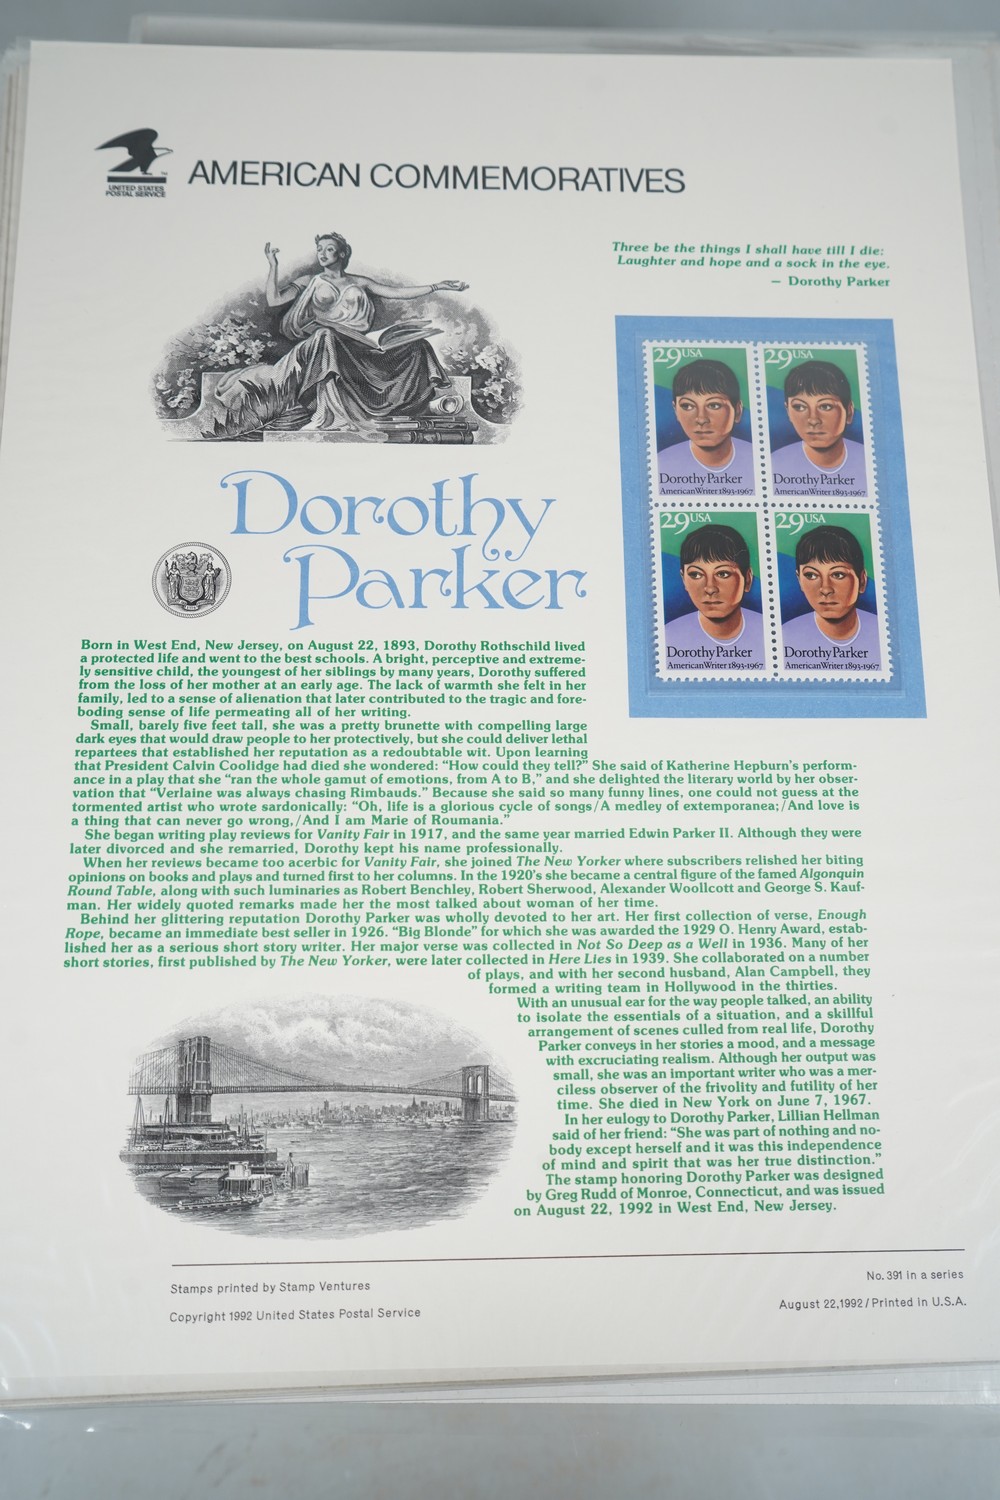 UNITED STATES
POSTAL SERVICE
AMERICAN COMMEMORATIVES
Three be the things I shall have till I die:
Laughter and hope and a sock in the eye.
— Dorothy Parker
29 USA
Dorothy Parker
American Writer 1893-1967
29 USA
Dorothy Parker
American Writer 1893-1967
29 USA
Dorothy Parker
American Writer 1893-1967
29 USA
Dorothy Parker
American Writer 1893-1967
Dorothy
Parker
Born in West End, New Jersey, on August 22, 1893, Dorothy Rothschild lived
a protected life and went to the best schools. A bright, perceptive and extreme-
ly sensitive child, the youngest of her siblings by many years, Dorothy suffered
from the loss of her mother at an early age. The lack of warmth she felt in her
family, led to a sense of alienation that later contributed to the tragic and fore-
boding sense of life permeating all of her writing.
Small, barely five feet tall, she was a pretty brunette with compelling large
dark eyes that would draw people to her protectively, but she could deliver lethal
repartees that established her reputation as a redoubtable wit. Upon learning
that President Calvin Coolidge had died she wondered: "How could they tell?" She said of Katherine Hepburn's perform-
ance in a play that she "ran the whole gamut of emotions, from A to B," and she delighted the literary world by her obser-
vation that "Verlaine was always chasing Rimbauds." Because she said so many funny lines, one could not guess at the
tormented artist who wrote sardonically: "Oh, life is a glorious cycle of songs/A medley of extemporanea;/And love is
a thing that can never go wrong,/And I am Marie of Roumania."
She began writing play reviews for Vanity Fair in 1917, and the same year married Edwin Parker II. Although they were
later divorced and she remarried, Dorothy kept his name professionally.
When her reviews became too acerbic for Vanity Fair, she joined The New Yorker where subscribers relished her biting
opinions on books and plays and turned first to her columns. In the 1920's she became a central figure of the famed Algonquin
Round Table, along with such luminaries as Robert Benchley, Robert Sherwood, Alexander Woollcott and George S. Kauf-
man. Her widely quoted remarks made her the most talked about woman of her time.
Behind her glittering reputation Dorothy Parker was wholly devoted to her art. Her first collection of verse, Enough
Rope, became an immediate best seller in 1926. "Big Blonde" for which she was awarded the 1929 O. Henry Award, estab-
lished her as a serious short story writer. Her major verse was collected in Not So Deep as a Well in 1936. Many of her
short stories, first published by The New Yorker, were later collected in Here Lies in 1939. She collaborated on a number
of plays, and with her second husband, Alan Campbell, they
formed a writing team in Hollywood in the thirties.
With an unusual ear for the way people talked, an ability
to isolate the essentials of a situation, and a skillful
arrangement of scenes culled from real life, Dorothy
Parker conveys in her stories a mood, and a message
with excruciating realism. Although her output was
small, she was an important writer who was a mer-
ciless observer of the frivolity and futility of her
time. She died in New York on June 7, 1967.
In her eulogy to Dorothy Parker, Lillian Hellman
said of her friend: "She was part of nothing and no-
body except herself and it was this independence
of mind and spirit that was her true distinction."
The stamp honoring Dorothy Parker was designed
by Greg Rudd of Monroe, Connecticut, and was issued
on August 22, 1992 in West End, New Jersey.
Stamps printed by Stamp Ventures
Copyright 1992 United States Postal Service
No. 391 in a series
August 22, 1992 / Printed in U.S.A.